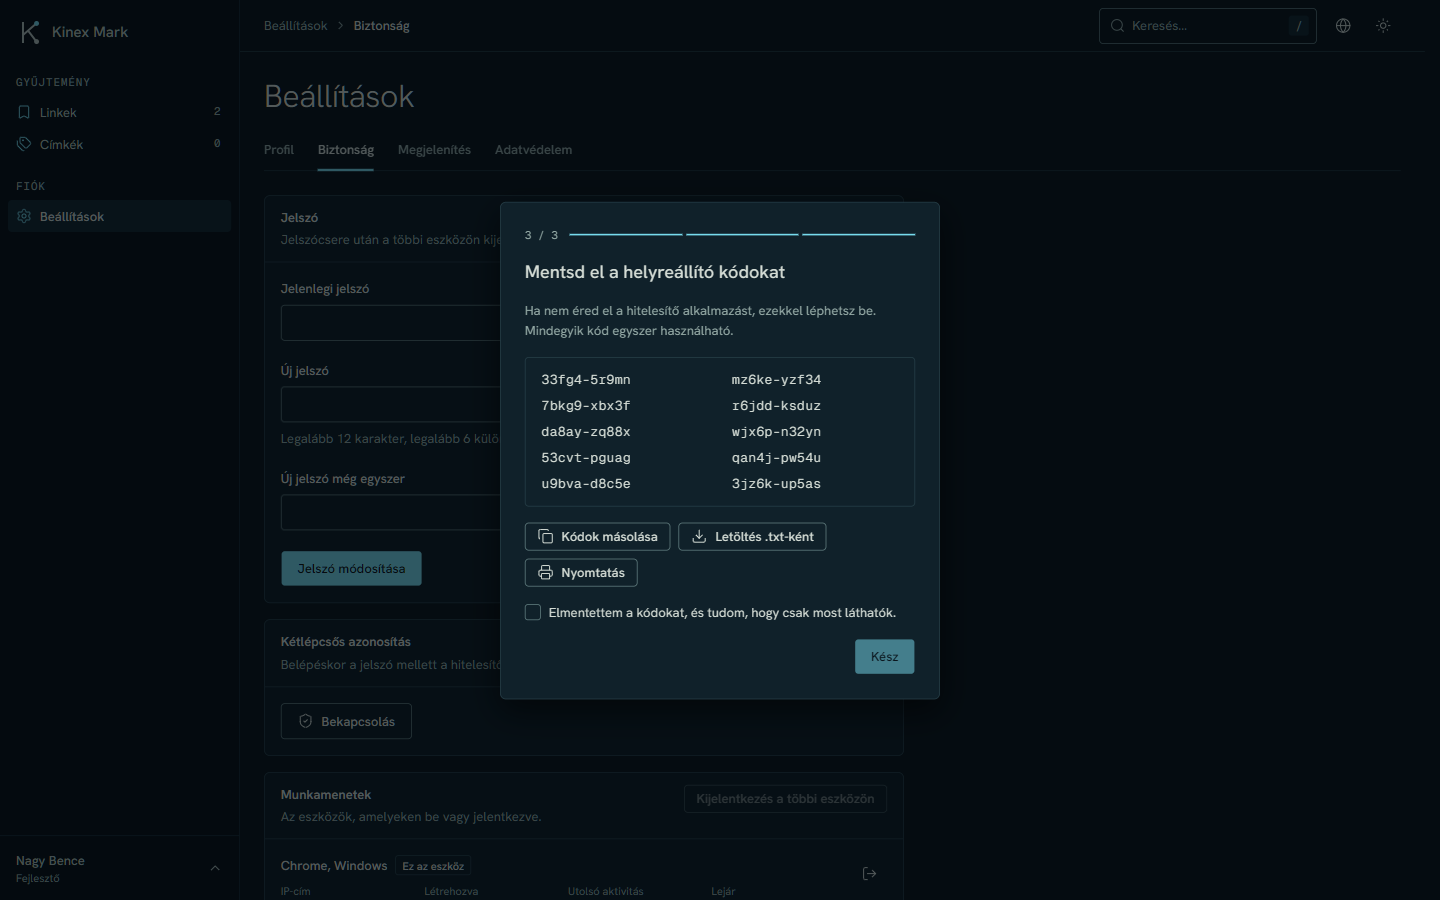 Kinex Mark
GYŰJTEMÉNY
Linkek 2
Címkék 0
FIÓK
Beállítások
Nagy Bence
Fejlesztő
Beállítások > Biztonság
Keresés... /
Beállítások
Profil Biztonság Megjelenítés Adatvédelem
Jelszó
Jelszócsere után a többi eszközön kije
Jelenlegi jelszó
Új jelszó
Legalább 12 karakter, legalább 6 külö
Új jelszó még egyszer
Jelszó módosítása
Kétlépcsős azonosítás
Belépéskor a jelszó mellett a hitelesítő
Bekapcsolás
Munkamenetek
Az eszközök, amelyeken be vagy jelentkezve.
Kijelentkezés a többi eszközön
Chrome, Windows Ez az eszköz
IP-cím Létrehozva Utolsó aktivitás Lejár
3 / 3
Mentsd el a helyreállító kódokat
Ha nem éred el a hitelesítő alkalmazást, ezekkel léphetsz be.
Mindegyik kód egyszer használható.
33fg4-5r9mn mz6ke-yzf34
7bkg9-xbx3f r6jdd-ksduz
da8ay-zq88x wjx6p-n32yn
53cvt-pguag qan4j-pw54u
u9bva-d8c5e 3jz6k-up5as
Kódok másolása Letöltés .txt-ként
Nyomtatás
Elmentettem a kódokat, és tudom, hogy csak most láthatók.
Kész